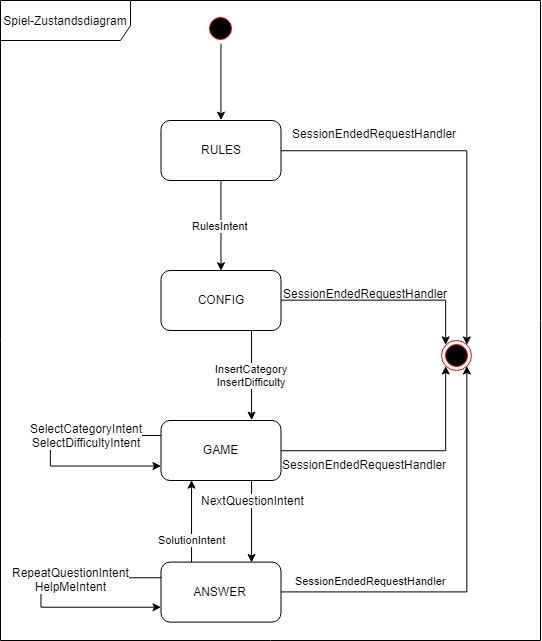 Spiel-Zustandsdiagram
SessionEndedRequestHandler
RULES
RulesIntent
SessionEndedRequestHandler
CONFIG
InsertCategory
InsertDifficulty
SelectCategoryIntent
SelectDifficultyIntent
GAME
SessionEndedRequestHandler
NextQuestionIntent
SolutionIntent
RepeatQuestionIntent
HelpMeIntent
SessionEndedRequestHandler
ANSWER